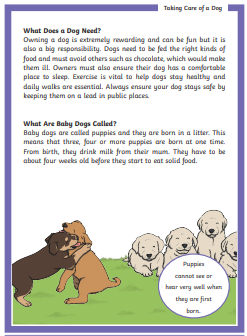 Taking Care of a Dog
What Does a Dog Need?
Owning a dog is extremely rewarding and can be fun but it is
also a big responsibility. Dogs need to be fed the right kinds of
food and must avoid others such as chocolate, which would make
them ill. Owners must also ensure their dog has a comfortable
place to sleep. Exercise is vital to help dogs stay healthy and
daily walks are essential. Always ensure your dog stays safe by
keeping them on a lead in public places.
What Are Baby Dogs Called?
Baby dogs are called puppies and they are born in a litter. This
means that three, four or more puppies are born at one time.
From birth, they drink milk from their mum. They have to be
about four weeks old before they start to eat solid food.
Puppies
cannot see or
hear very well when
they are first
born.